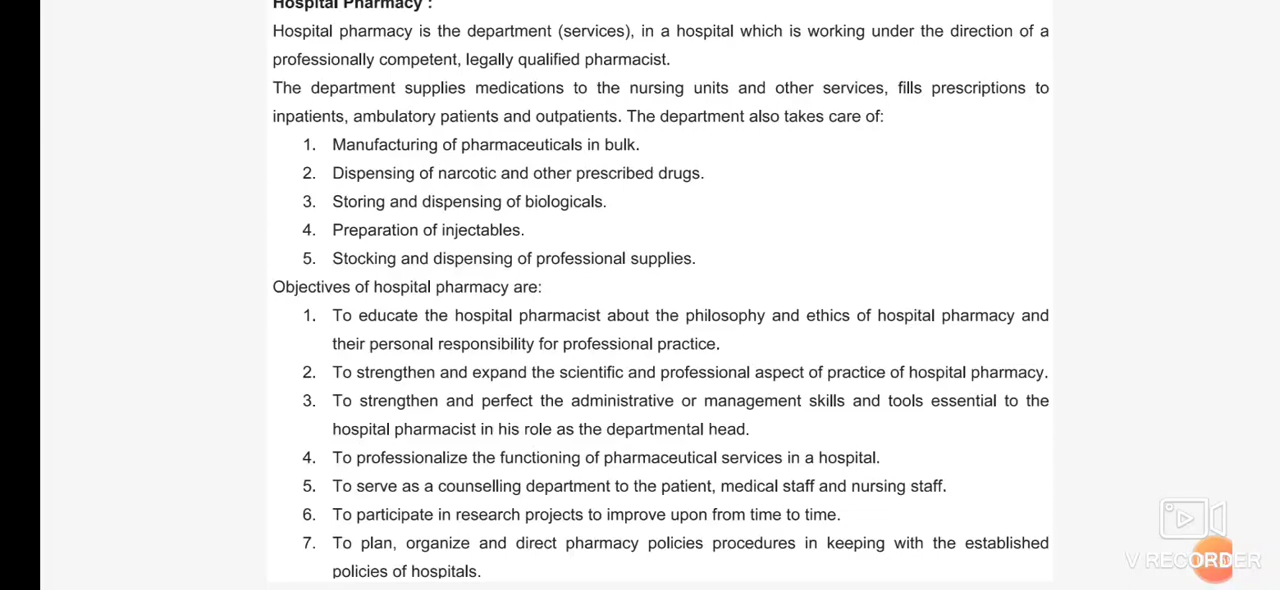 Hospital Pharmacy :
Hospital pharmacy is the department (services), in a hospital which is working under the direction of a
professionally competent, legally qualified pharmacist.
The department supplies medications to the nursing units and other services, fills prescriptions to
inpatients, ambulatory patients and outpatients. The department also takes care of:
1. Manufacturing of pharmaceuticals in bulk.
2. Dispensing of narcotic and other prescribed drugs.
3. Storing and dispensing of biologicals.
4. Preparation of injectables.
5. Stocking and dispensing of professional supplies.
Objectives of hospital pharmacy are:
1. To educate the hospital pharmacist about the philosophy and ethics of hospital pharmacy and
their personal responsibility for professional practice.
2. To strengthen and expand the scientific and professional aspect of practice of hospital pharmacy.
3. To strengthen and perfect the administrative or management skills and tools essential to the
hospital pharmacist in his role as the departmental head.
4. To professionalize the functioning of pharmaceutical services in a hospital.
5. To serve as a counselling department to the patient, medical staff and nursing staff.
6. To participate in research projects to improve upon from time to time.
7. To plan, organize and direct pharmacy policies procedures in keeping with the established
policies of hospitals.
V RECORDER